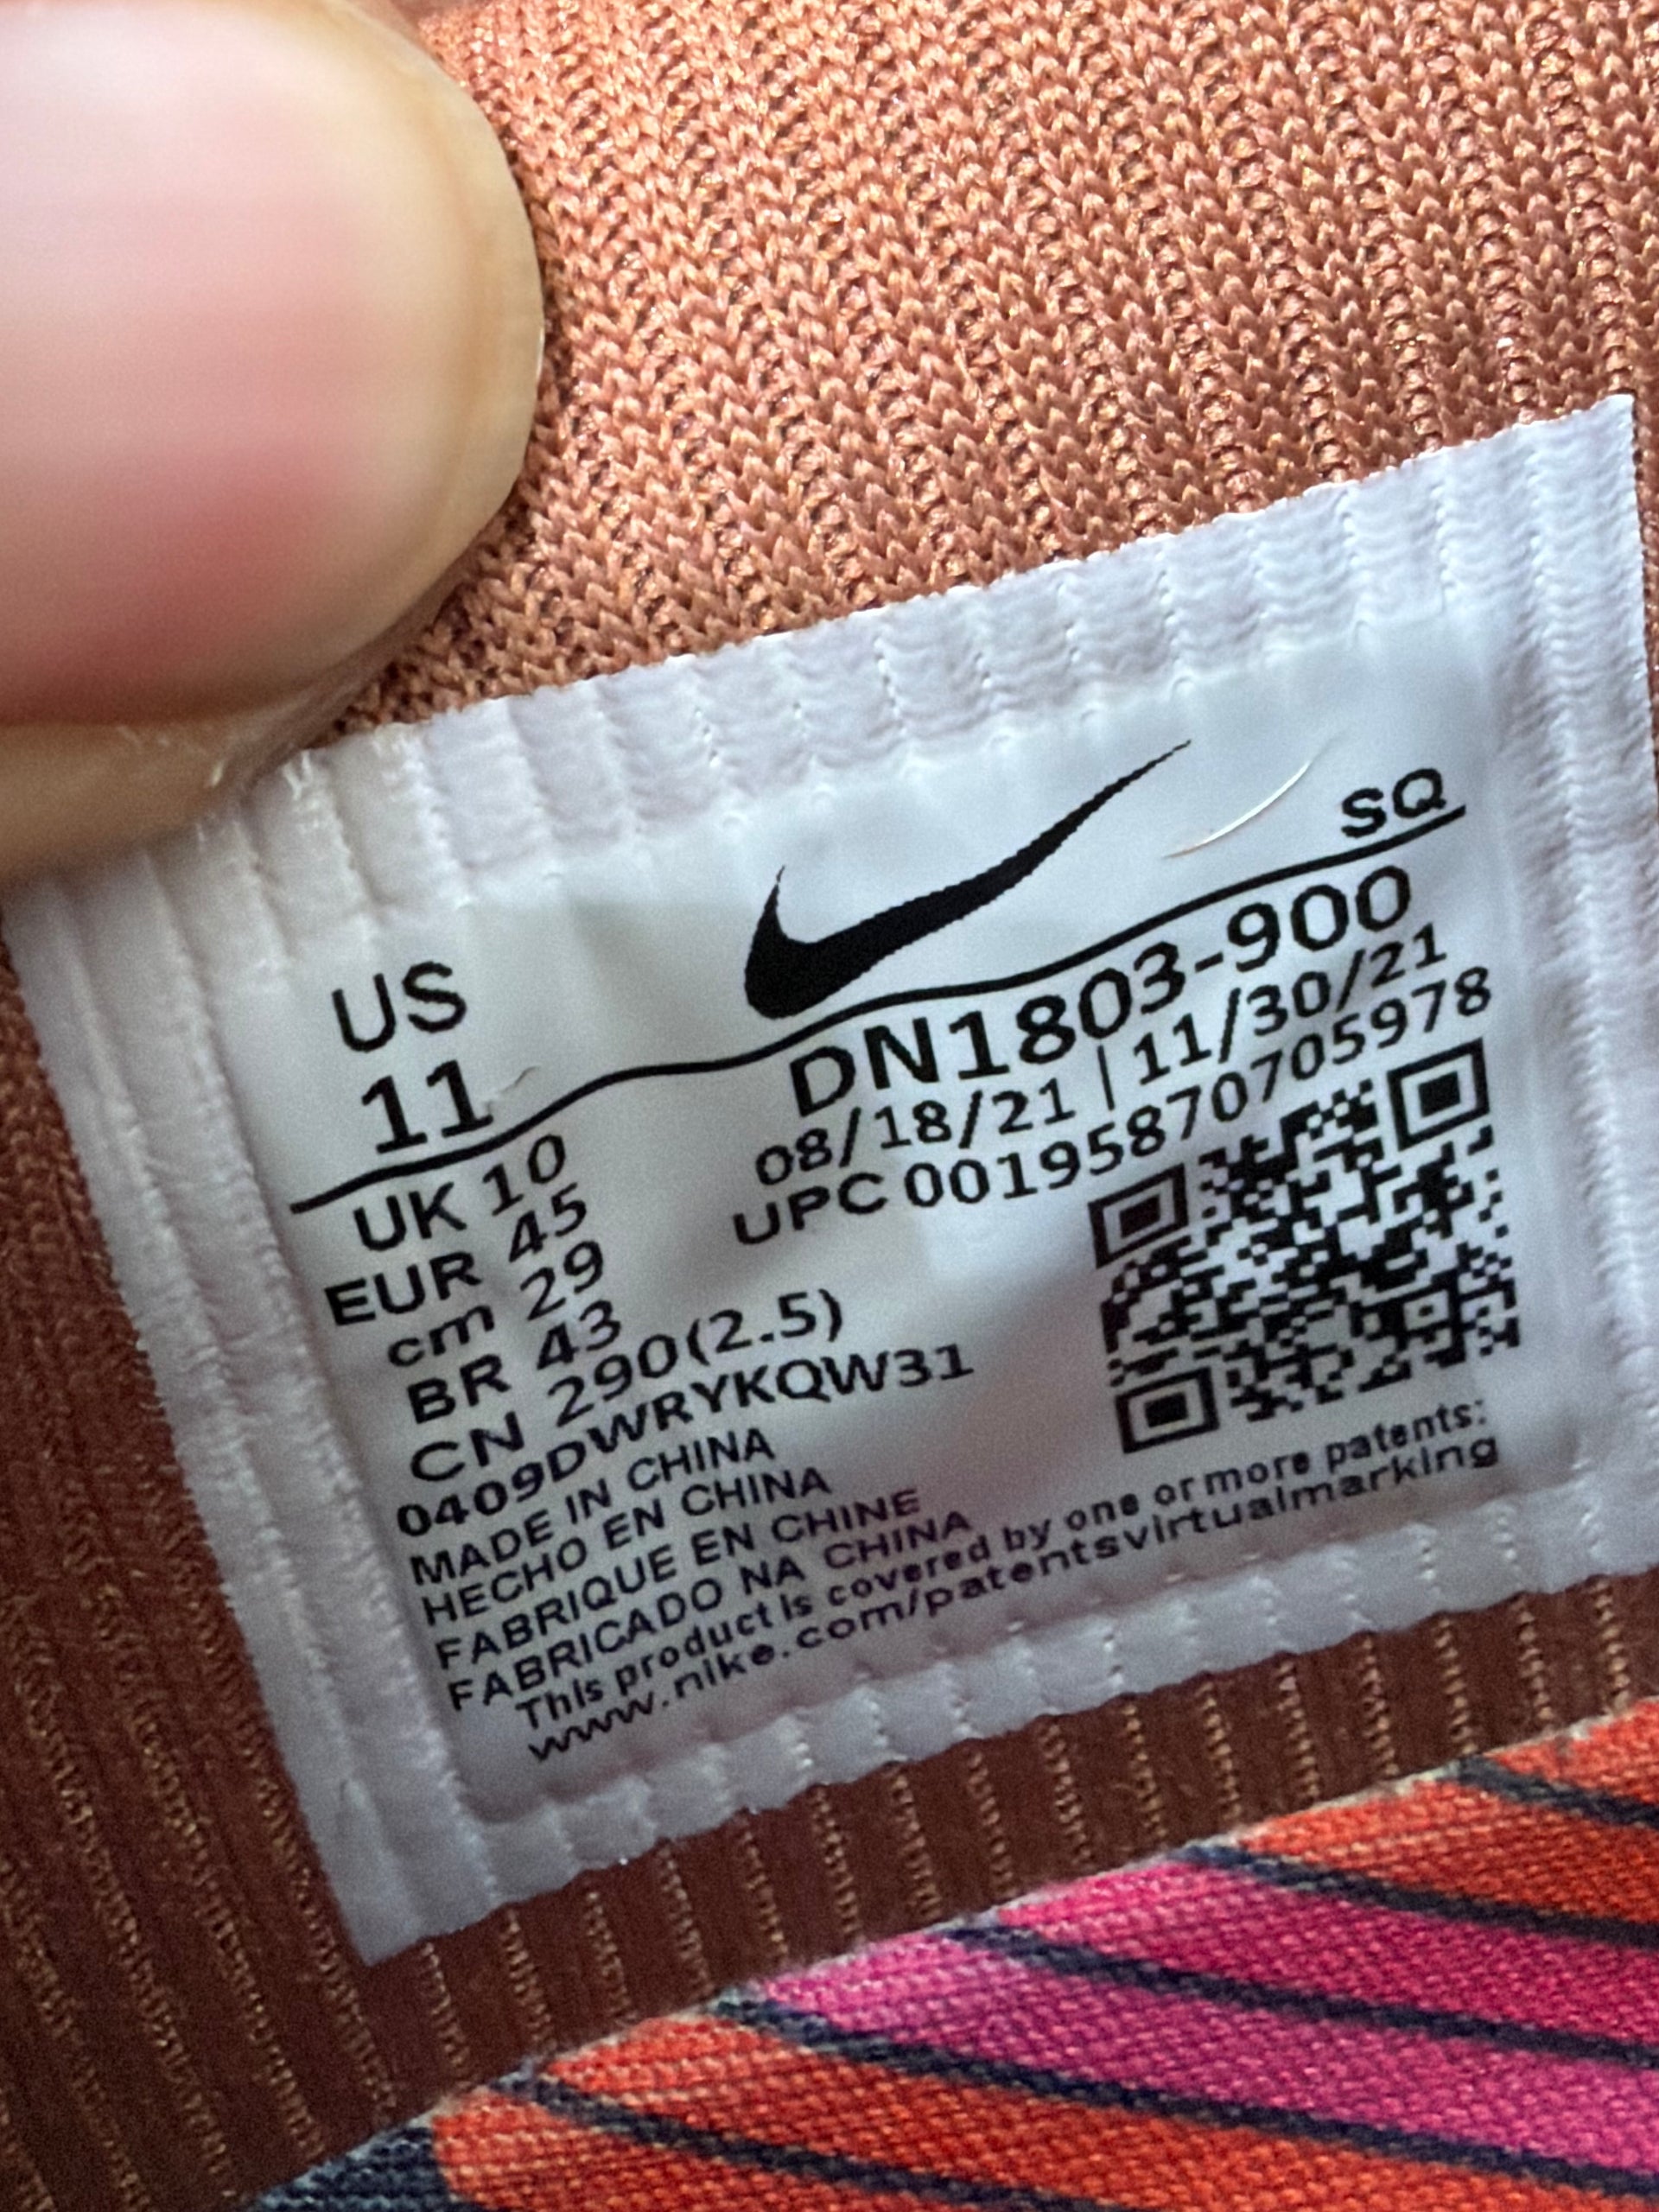 SQ
US
11
DN1803-900
08/18/21 | 11/30/21
UPC 00195870705978
UK 10
EUR 45
cm 29
BR 43
CN 290(2.5)
0409DWRYKQW31
MADE IN CHINA
HECHO EN CHINA
FABRIQUE EN CHINE
FABRICADO NA CHINA
This product is covered by one or more patents:
www.nike.com/patentsvirtualmarking